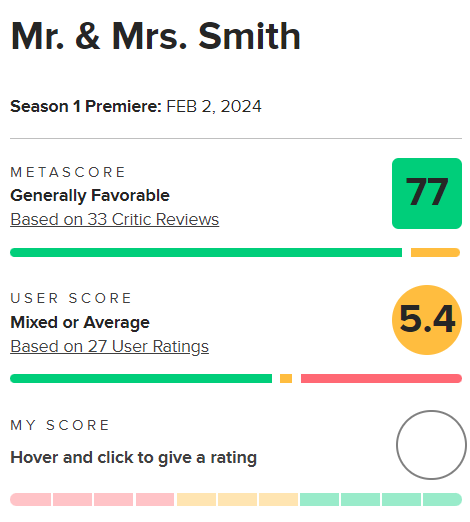 Mr. & Mrs. Smith
Season 1 Premiere: FEB 2, 2024
METASCORE
Generally Favorable
Based on 33 Critic Reviews
77
USER SCORE
Mixed or Average
Based on 27 User Ratings
5.4
MY SCORE
Hover and click to give a rating